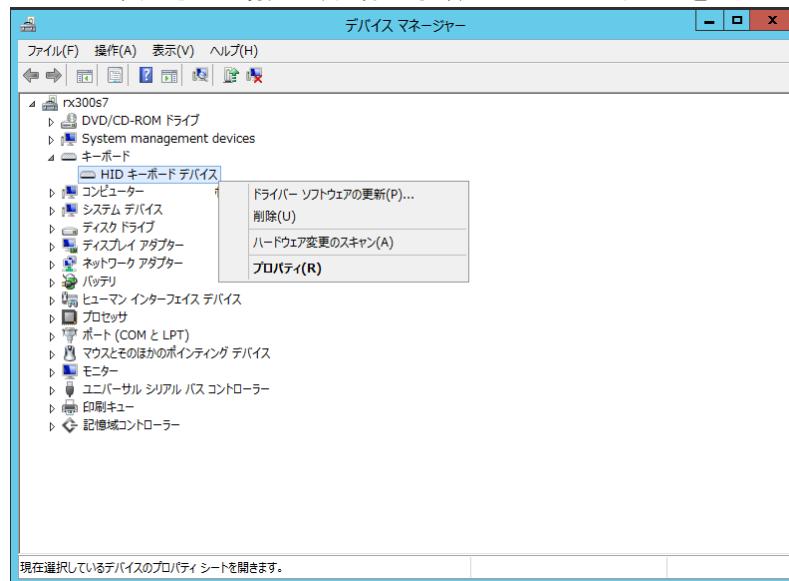 デバイス マネージャー
ファイル(F) 操作(A) 表示(V) ヘルプ(H)
rx300s7
DVD/CD-ROM ドライブ
System management devices
キーボード
HID キーボード デバイス
コンピューター
システム デバイス
ディスク ドライブ
ディスプレイ アダプター
ネットワーク アダプター
バッテリ
ヒューマン インターフェイス デバイス
プロセッサ
ポート (COM と LPT)
マウスとそのほかのポインティング デバイス
モニター
ユニバーサル シリアル バス コントローラー
印刷キュー
記憶域コントローラー
ドライバー ソフトウェアの更新(P)...
削除(U)
ハードウェア変更のスキャン(A)
プロパティ(R)
現在選択しているデバイスのプロパティ シートを開きます。